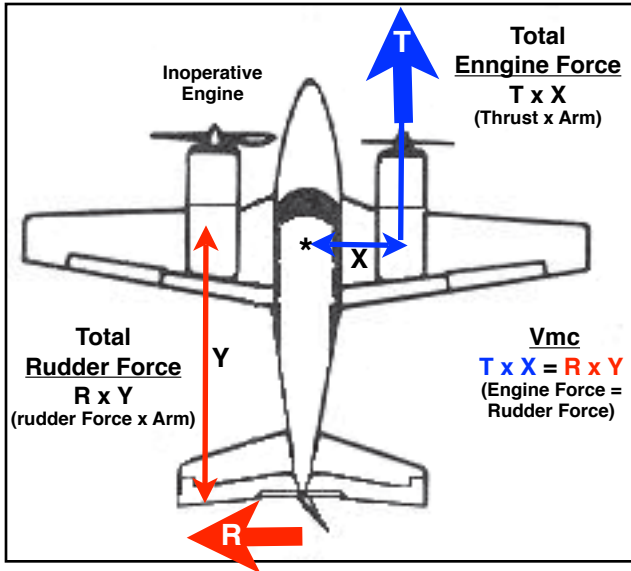 T
Total
Enngine Force
T x X
(Thrust x Arm)
Inoperative
Engine
*
X
Total
Rudder Force
R x Y
(rudder Force x Arm)
Y
Vmc
T x X = R x Y
(Engine Force =
Rudder Force)
R